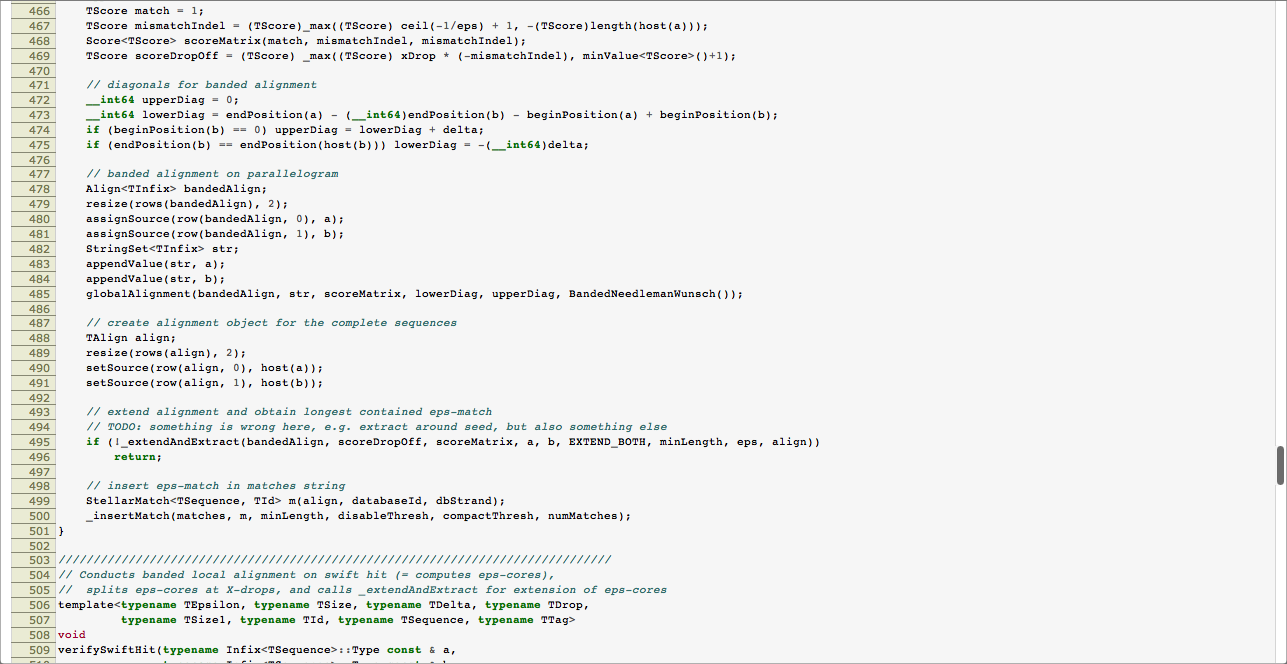 466 TScore match = 1;
467 TScore mismatchIndel = (TScore)_max((TScore) ceil(-1/eps) + 1, -(TScore)length(host(a)));
468 Score<TScore> scoreMatrix(match, mismatchIndel, mismatchIndel);
469 TScore scoreDropOff = (TScore) _max((TScore) xDrop * (-mismatchIndel), minValue<TScore>()+1);
470
471 // diagonals for banded alignment
472 __int64 upperDiag = 0;
473 __int64 lowerDiag = endPosition(a) - (__int64)endPosition(b) - beginPosition(a) + beginPosition(b);
474 if (beginPosition(b) == 0) upperDiag = lowerDiag + delta;
475 if (endPosition(b) == endPosition(host(b))) lowerDiag = -(__int64)delta;
476
477 // banded alignment on parallelogram
478 Align<TInfix> bandedAlign;
479 resize(rows(bandedAlign), 2);
480 assignSource(row(bandedAlign, 0), a);
481 assignSource(row(bandedAlign, 1), b);
482 StringSet<TInfix> str;
483 appendValue(str, a);
484 appendValue(str, b);
485 globalAlignment(bandedAlign, str, scoreMatrix, lowerDiag, upperDiag, BandedNeedlemanWunsch());
486
487 // create alignment object for the complete sequences
488 TAlign align;
489 resize(rows(align), 2);
490 setSource(row(align, 0), host(a));
491 setSource(row(align, 1), host(b));
492
493 // extend alignment and obtain longest contained eps-match
494 // TODO: something is wrong here, e.g. extract around seed, but also something else
495 if (!_extendAndExtract(bandedAlign, scoreDropOff, scoreMatrix, a, b, EXTEND_BOTH, minLength, eps, align))
496 return;
497
498 // insert eps-match in matches string
499 StellarMatch<TSequence, TId> m(align, databaseId, dbStrand);
500 _insertMatch(matches, m, minLength, disableThresh, compactThresh, numMatches);
501 }
502
503 ///////////////////////////////////////////////////////////////////////////////
504 // Conducts banded local alignment on swift hit (= computes eps-cores),
505 // splits eps-cores at X-drops, and calls _extendAndExtract for extension of eps-cores
506 template<typename TEpsilon, typename TSize, typename TDelta, typename TDrop,
507 typename TSize1, typename TId, typename TSequence, typename TTag>
508 void
509 verifySwiftHit(typename Infix<TSequence>::Type const & a,